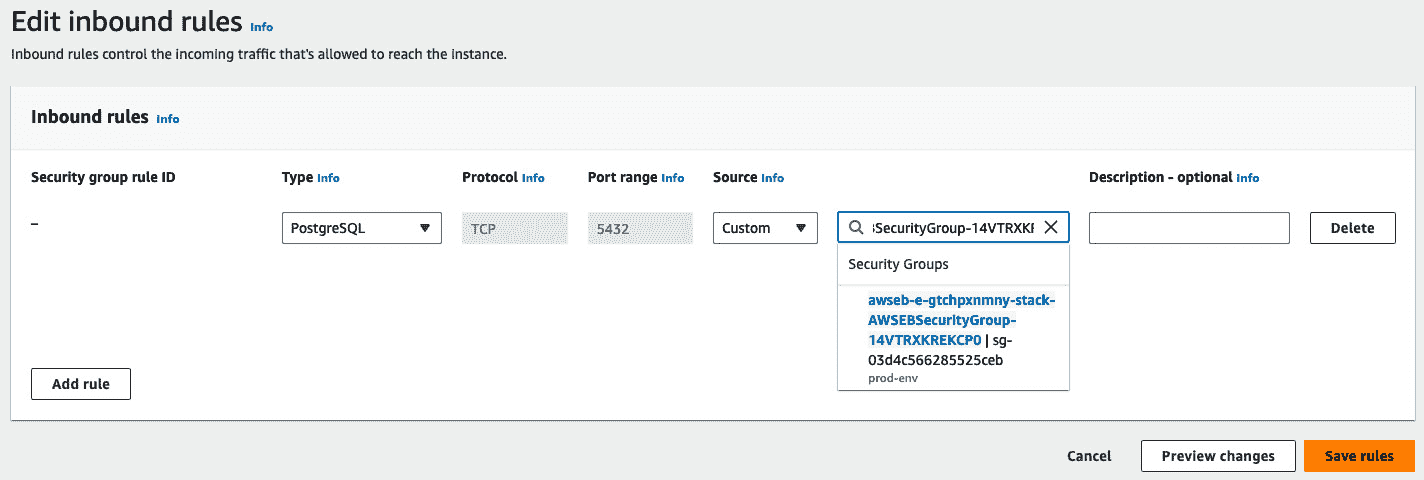 Edit inbound rules Info
Inbound rules control the incoming traffic that's allowed to reach the instance.
Inbound rules Info
Security group rule ID Type Info Protocol Info Port range Info Source Info Description - optional Info
– PostgreSQL TCP 5432 Custom SecurityGroup-14VTRXKF Delete
Security Groups
awseb-e-gtchpxnmny-stack-
AWSEBSecurityGroup-
14VTRXKREKCP0 | sg-
03d4c566285525ceb
prod-env
Add rule
Cancel Preview changes Save rules